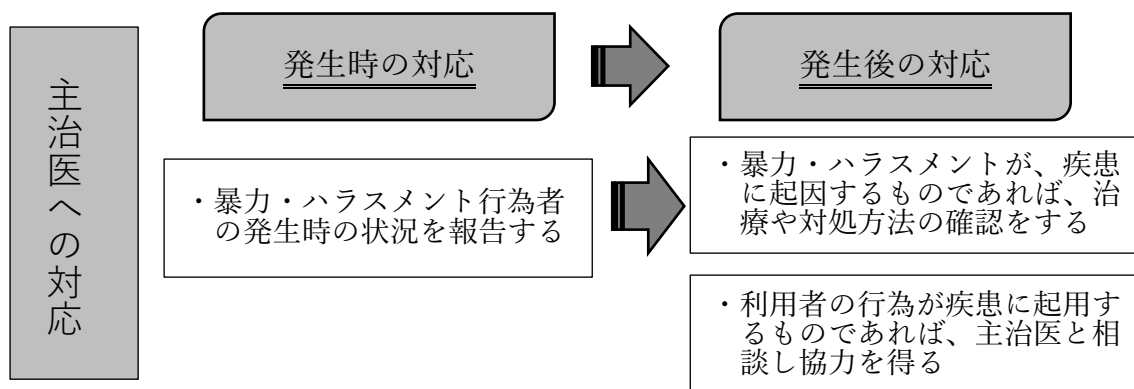 主治医への対応
発生時の対応
発生後の対応
・暴力・ハラスメント行為者
の発生時の状況を報告する
・暴力・ハラスメントが、疾患
に起因するものであれば、治
療や対処方法の確認をする
・利用者の行為が疾患に起用す
るものであれば、主治医と相
談し協力を得る